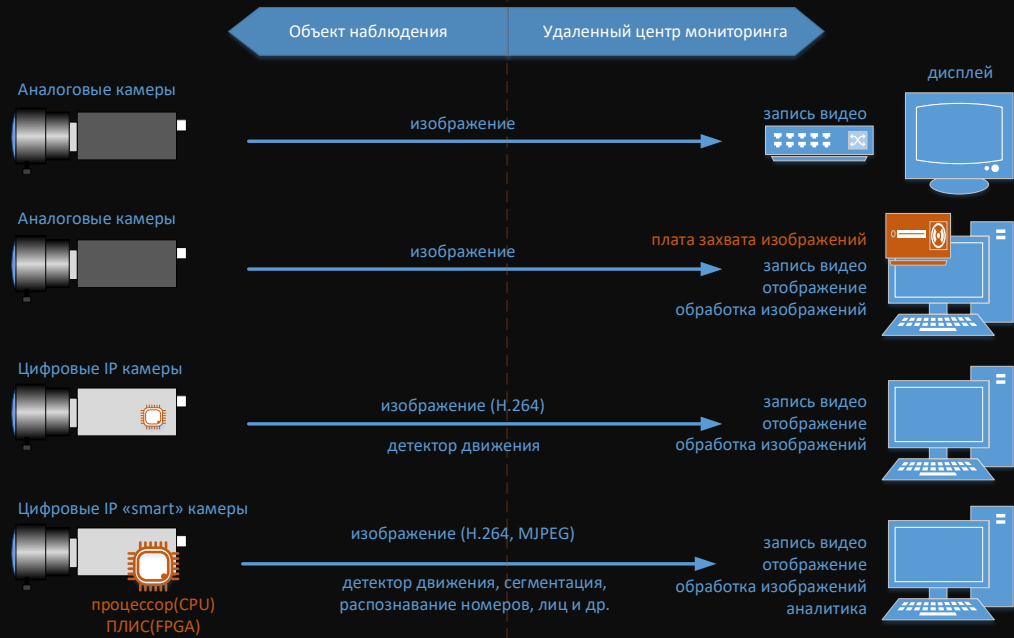 Объект наблюдения
Удаленный центр мониторинга
дисплей
Аналоговые камеры
изображение
запись видео
Аналоговые камеры
изображение
плата захвата изображений
запись видео
отображение
обработка изображений
Цифровые IP камеры
изображение (H.264)
детектор движения
запись видео
отображение
обработка изображений
Цифровые IP «smart» камеры
изображение (H.264, MJPEG)
детектор движения, сегментация,
распознавание номеров, лиц и др.
запись видео
отображение
обработка изображений
аналитика
процессор(CPU)
ПЛИС(FPGA)